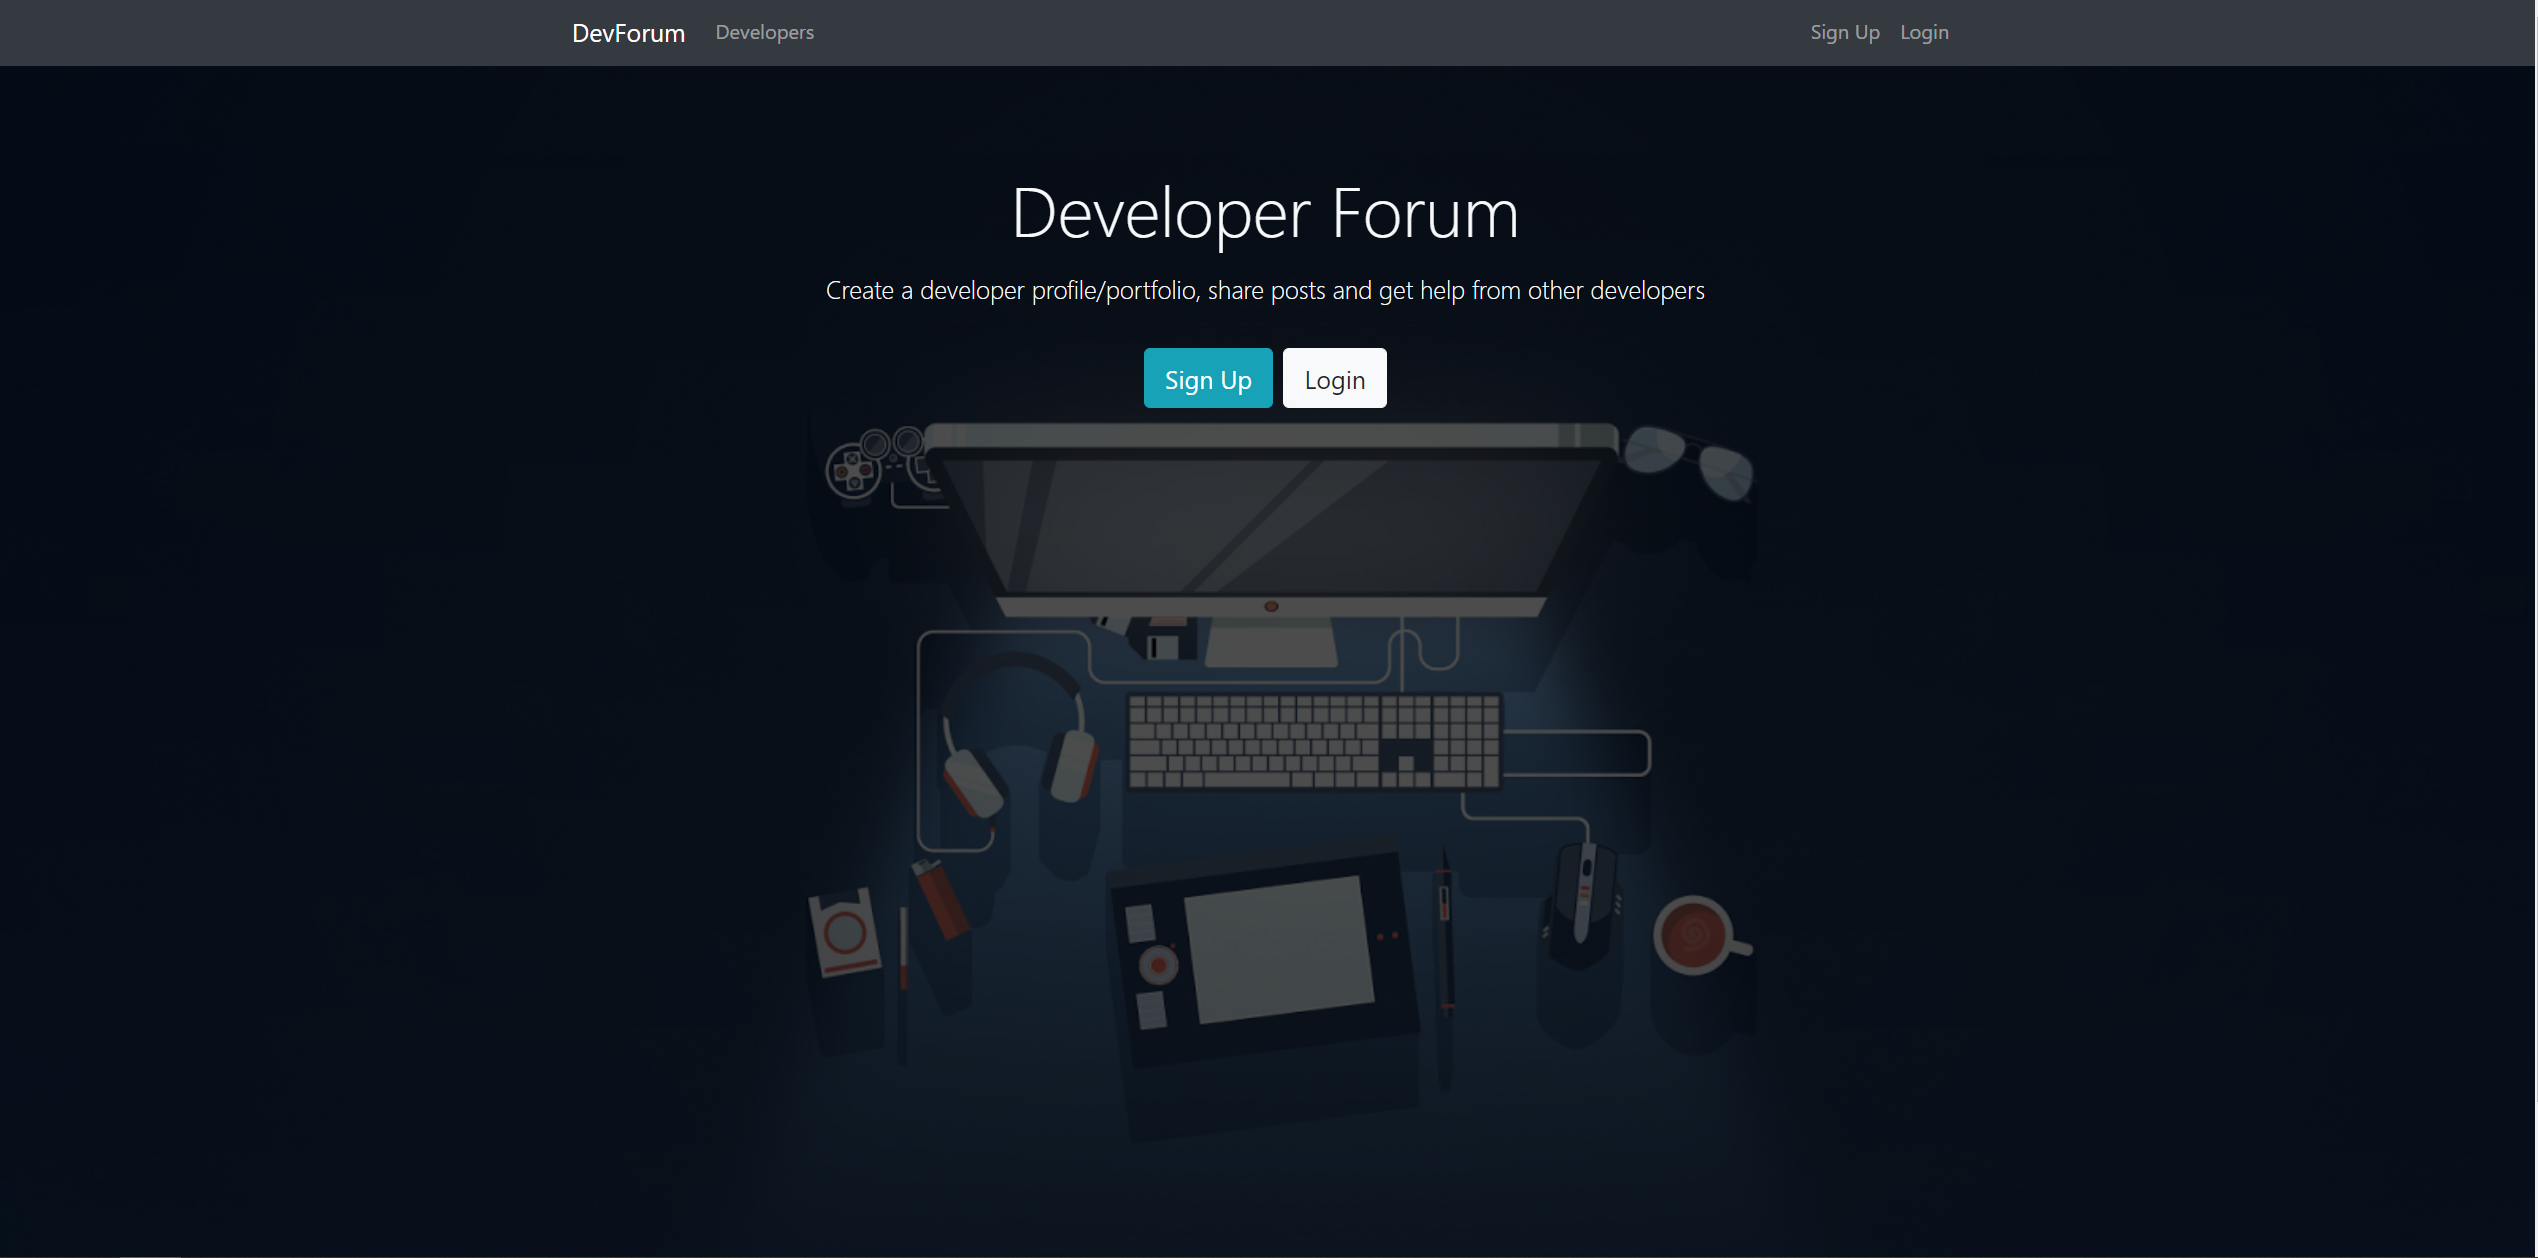 DevForum Developers Sign Up Login
Developer Forum
Create a developer profile/portfolio, share posts and get help from other developers
Sign Up Login